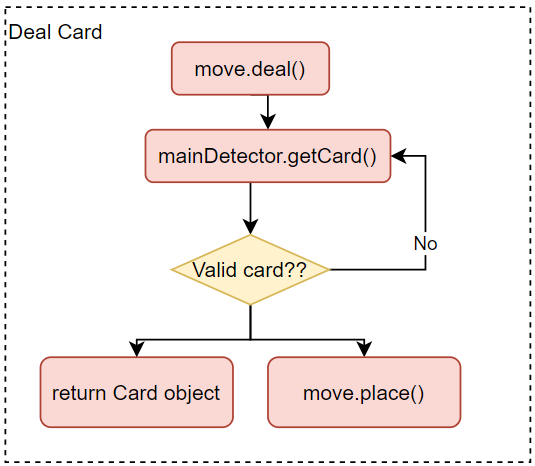 Deal Card
move.deal()
mainDetector.getCard()
No
Valid card??
return Card object
move.place()